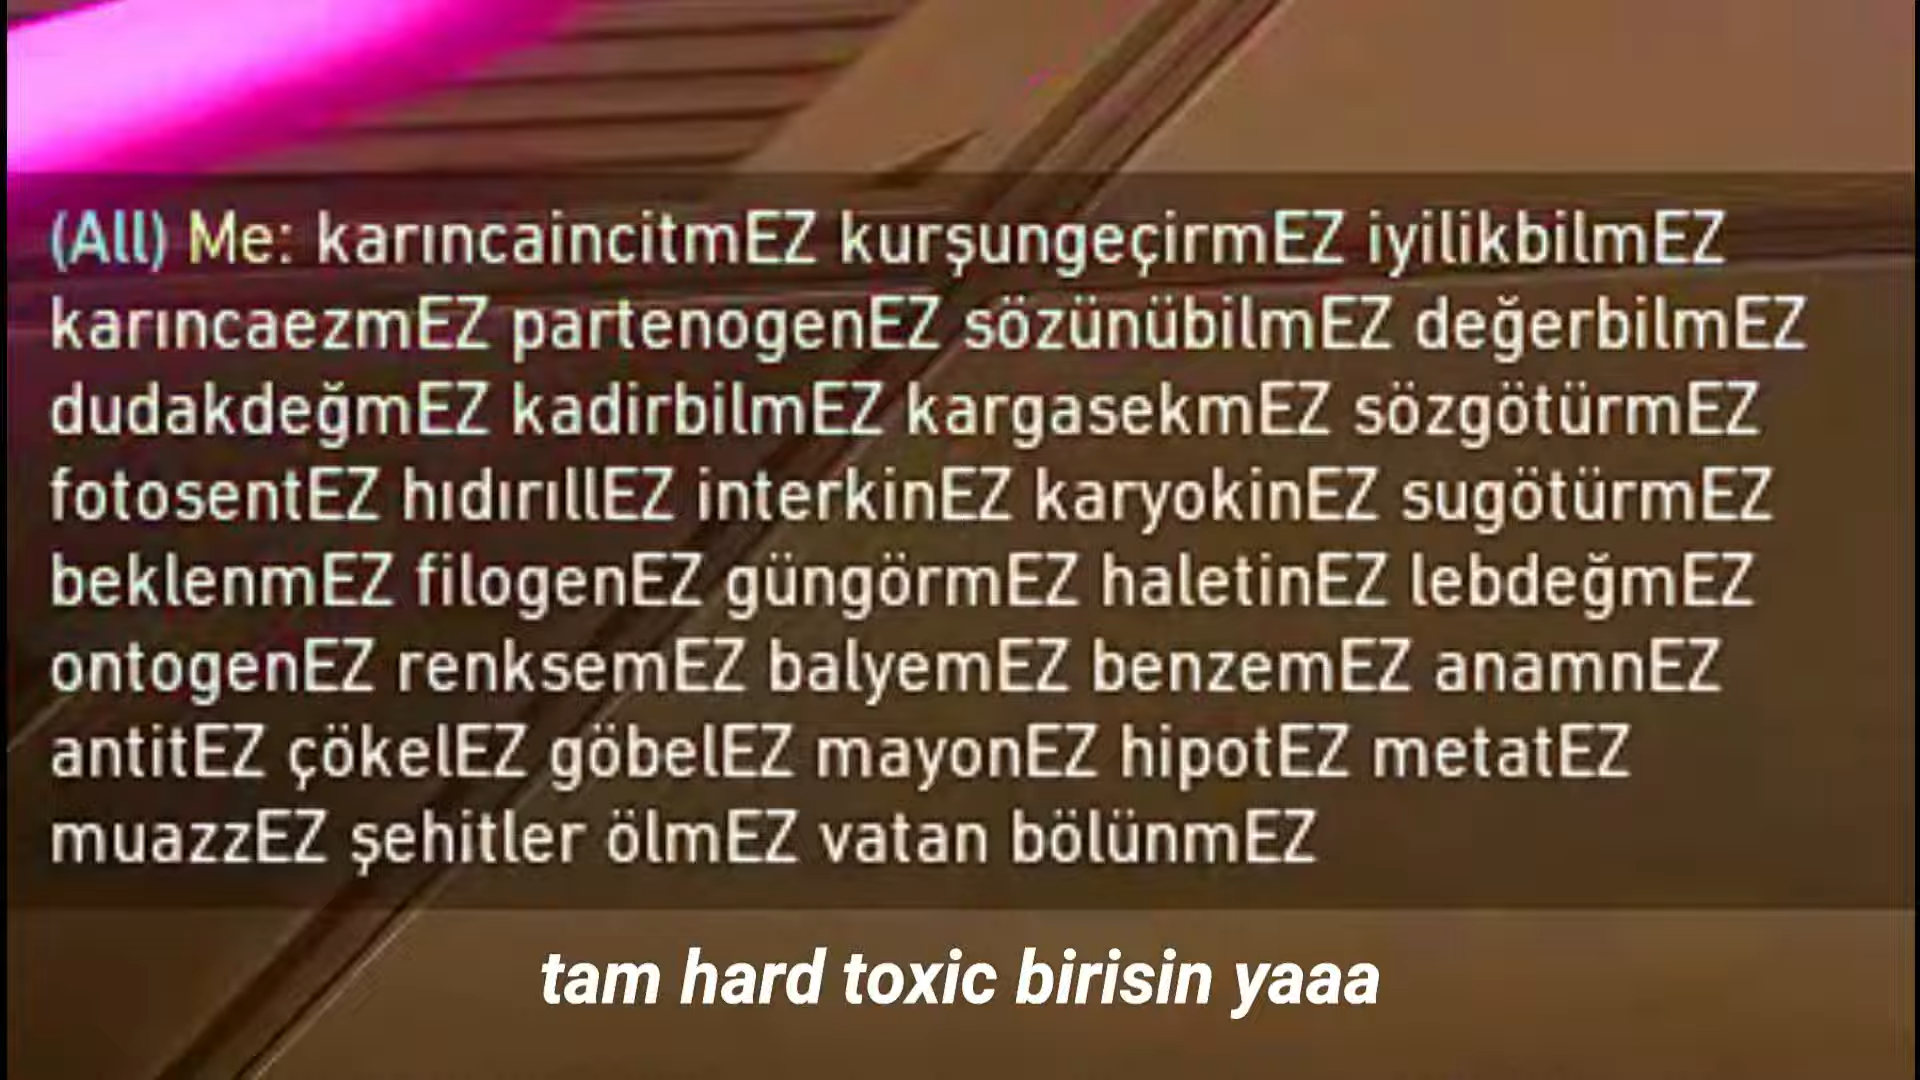 (All) Me: karıncaincitmEZ kurşungeçirmEZ iyilikbilmEZ
karıncaezmEZ partenogenEZ sözünübilmEZ değerbilmEZ
dudakdeğmEZ kadirbilmEZ kargasekmEZ sözgötürmEZ
fotosentEZ hıdırıllEZ interkinEZ karyokinEZ sugötürmEZ
beklenmEZ filogenEZ güngörmEZ haletinEZ lebdeğmEZ
ontogenEZ renksemEZ balyemEZ benzemEZ anamnEZ
antitEZ çökelEZ göbelEZ mayonEZ hipotEZ metatEZ
muazzEZ şehitler ölmEZ vatan bölünmEZ
tam hard toxic birisin yaaa